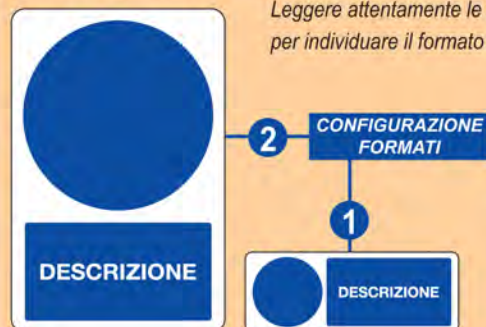 Leggere attentamente le
per individuare il formato
2
CONFIGURAZIONE
FORMATI
1
DESCRIZIONE
DESCRIZIONE